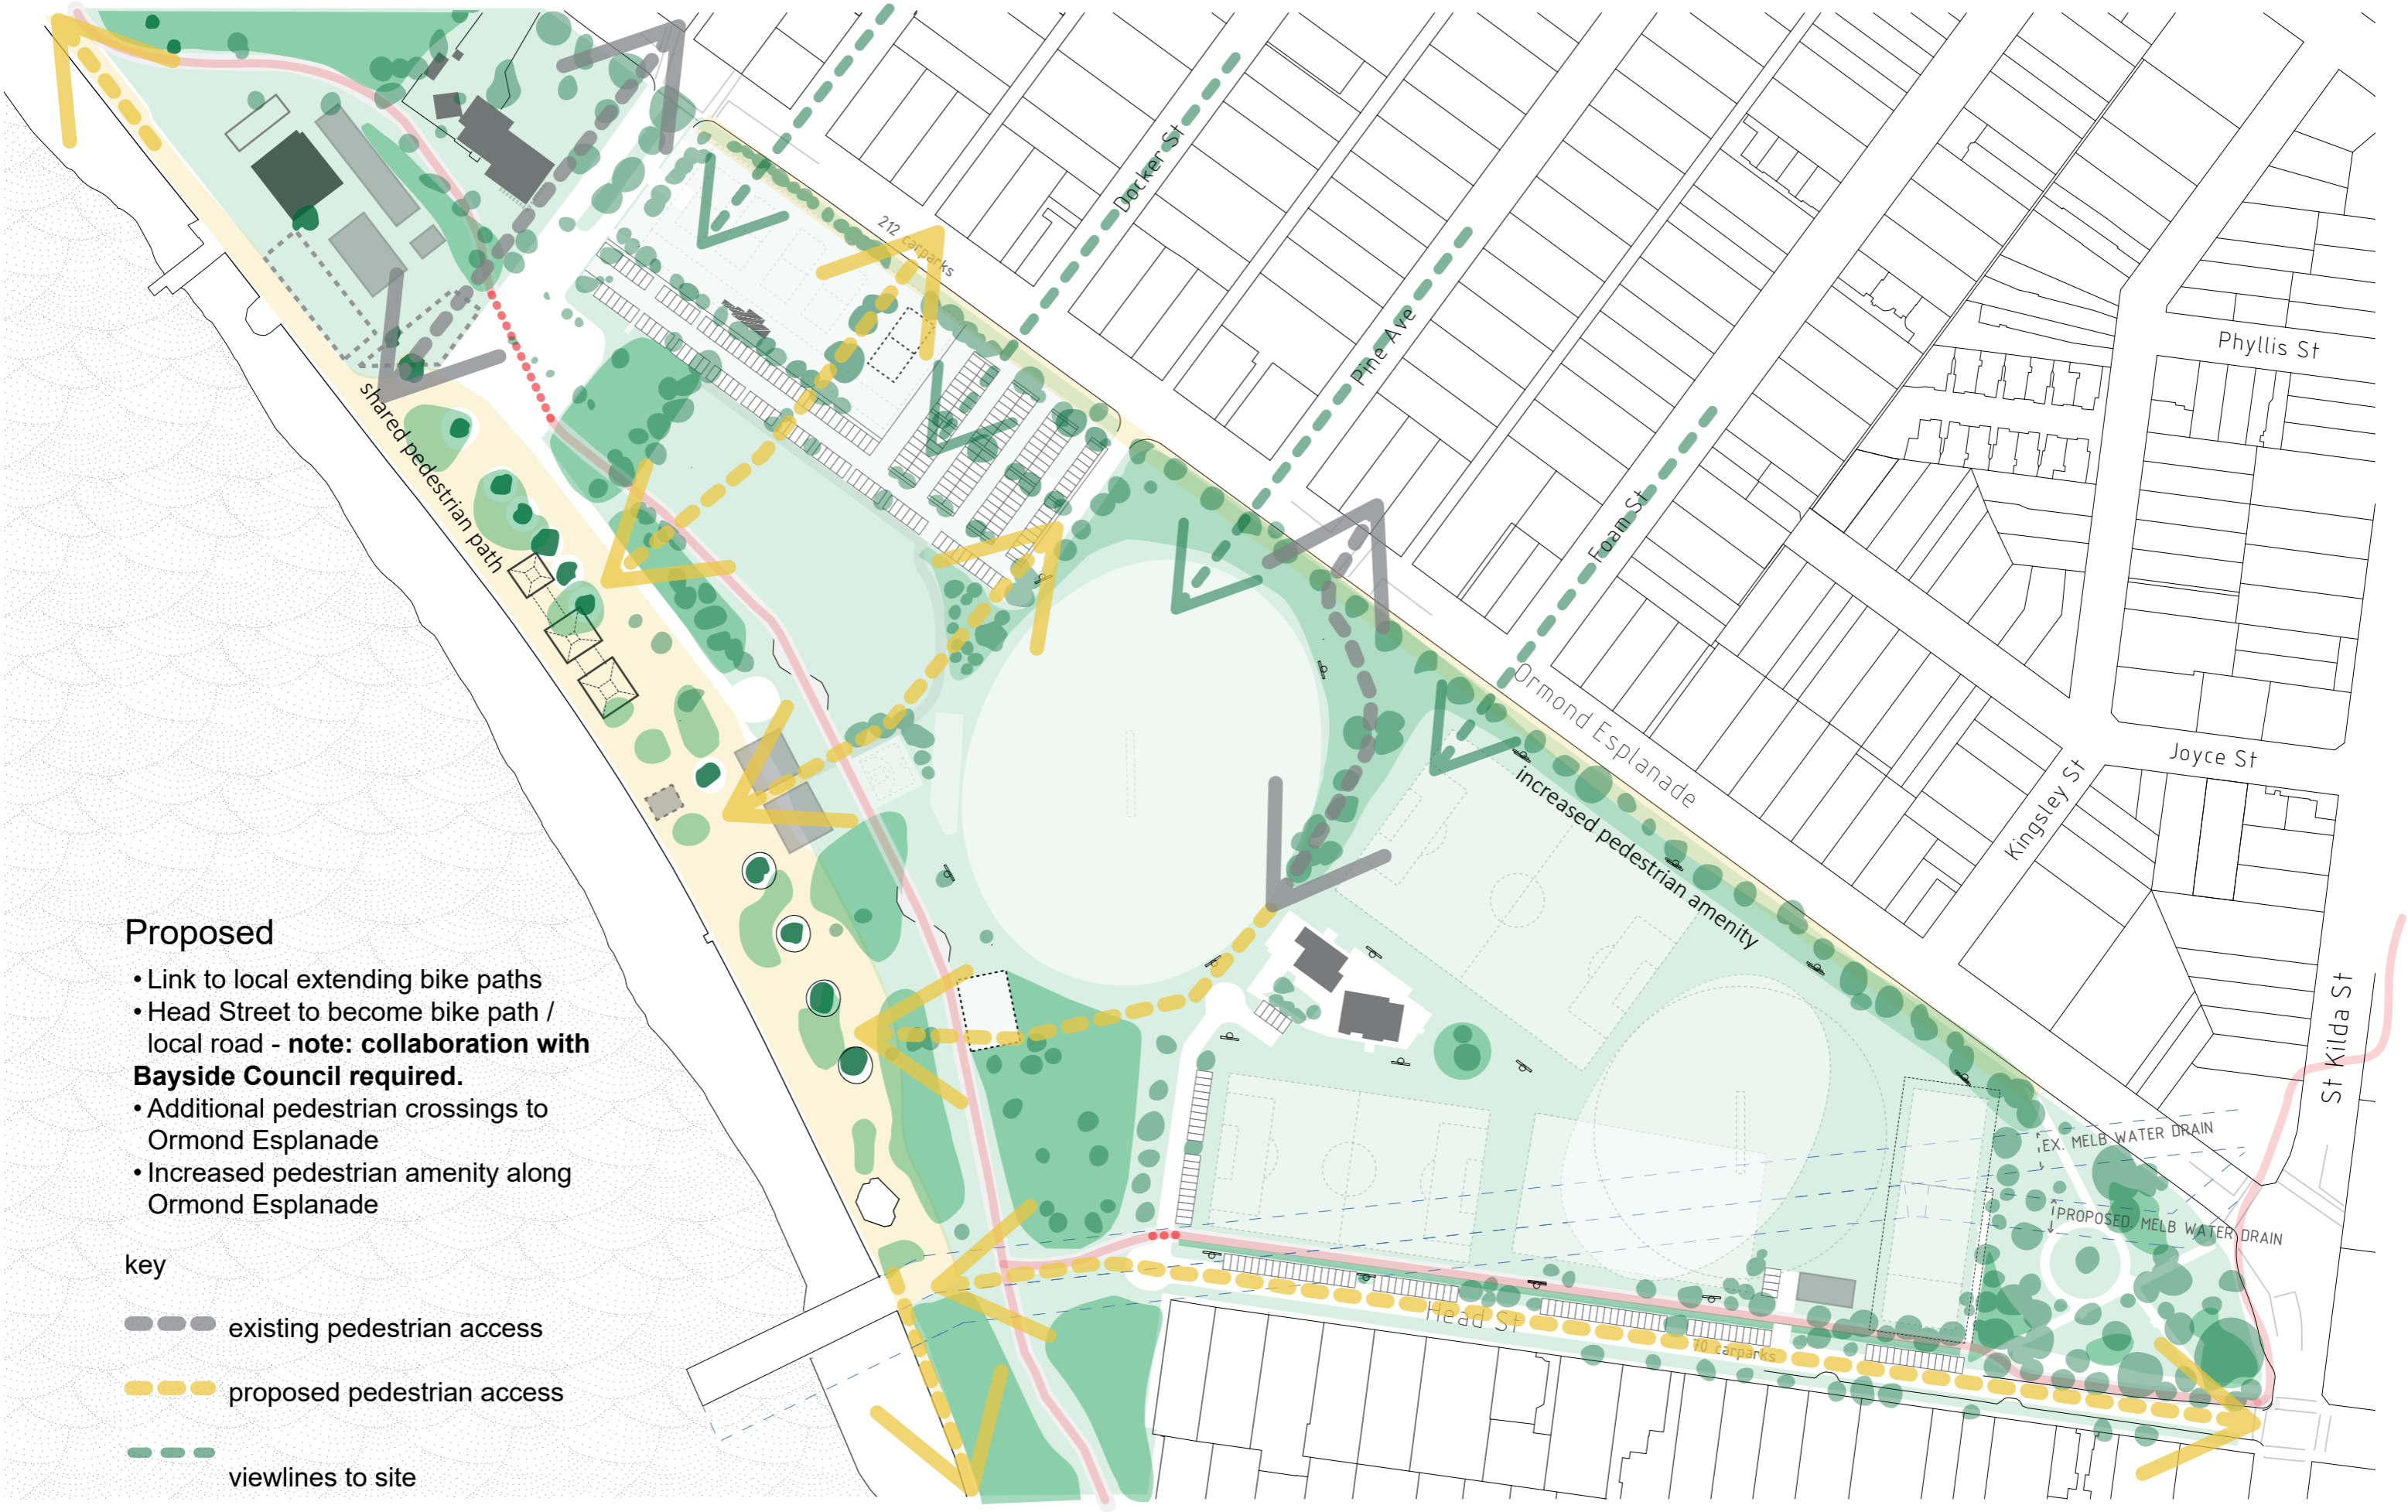 212 carparks
Docker St
Pine Ave
Foam St
Phyllis St
Joyce St
Kingsley St
St Kilda St
Ormond Esplanade
increased pedestrian amenity
shared pedestrian path
EX. MELB WATER DRAIN
PROPOSED. MELB WATER DRAIN
Head St
70 carparks
Proposed
• Link to local extending bike paths
• Head Street to become bike path /
local road - note: collaboration with
Bayside Council required.
• Additional pedestrian crossings to
Ormond Esplanade
• Increased pedestrian amenity along
Ormond Esplanade
key
existing pedestrian access
proposed pedestrian access
viewlines to site